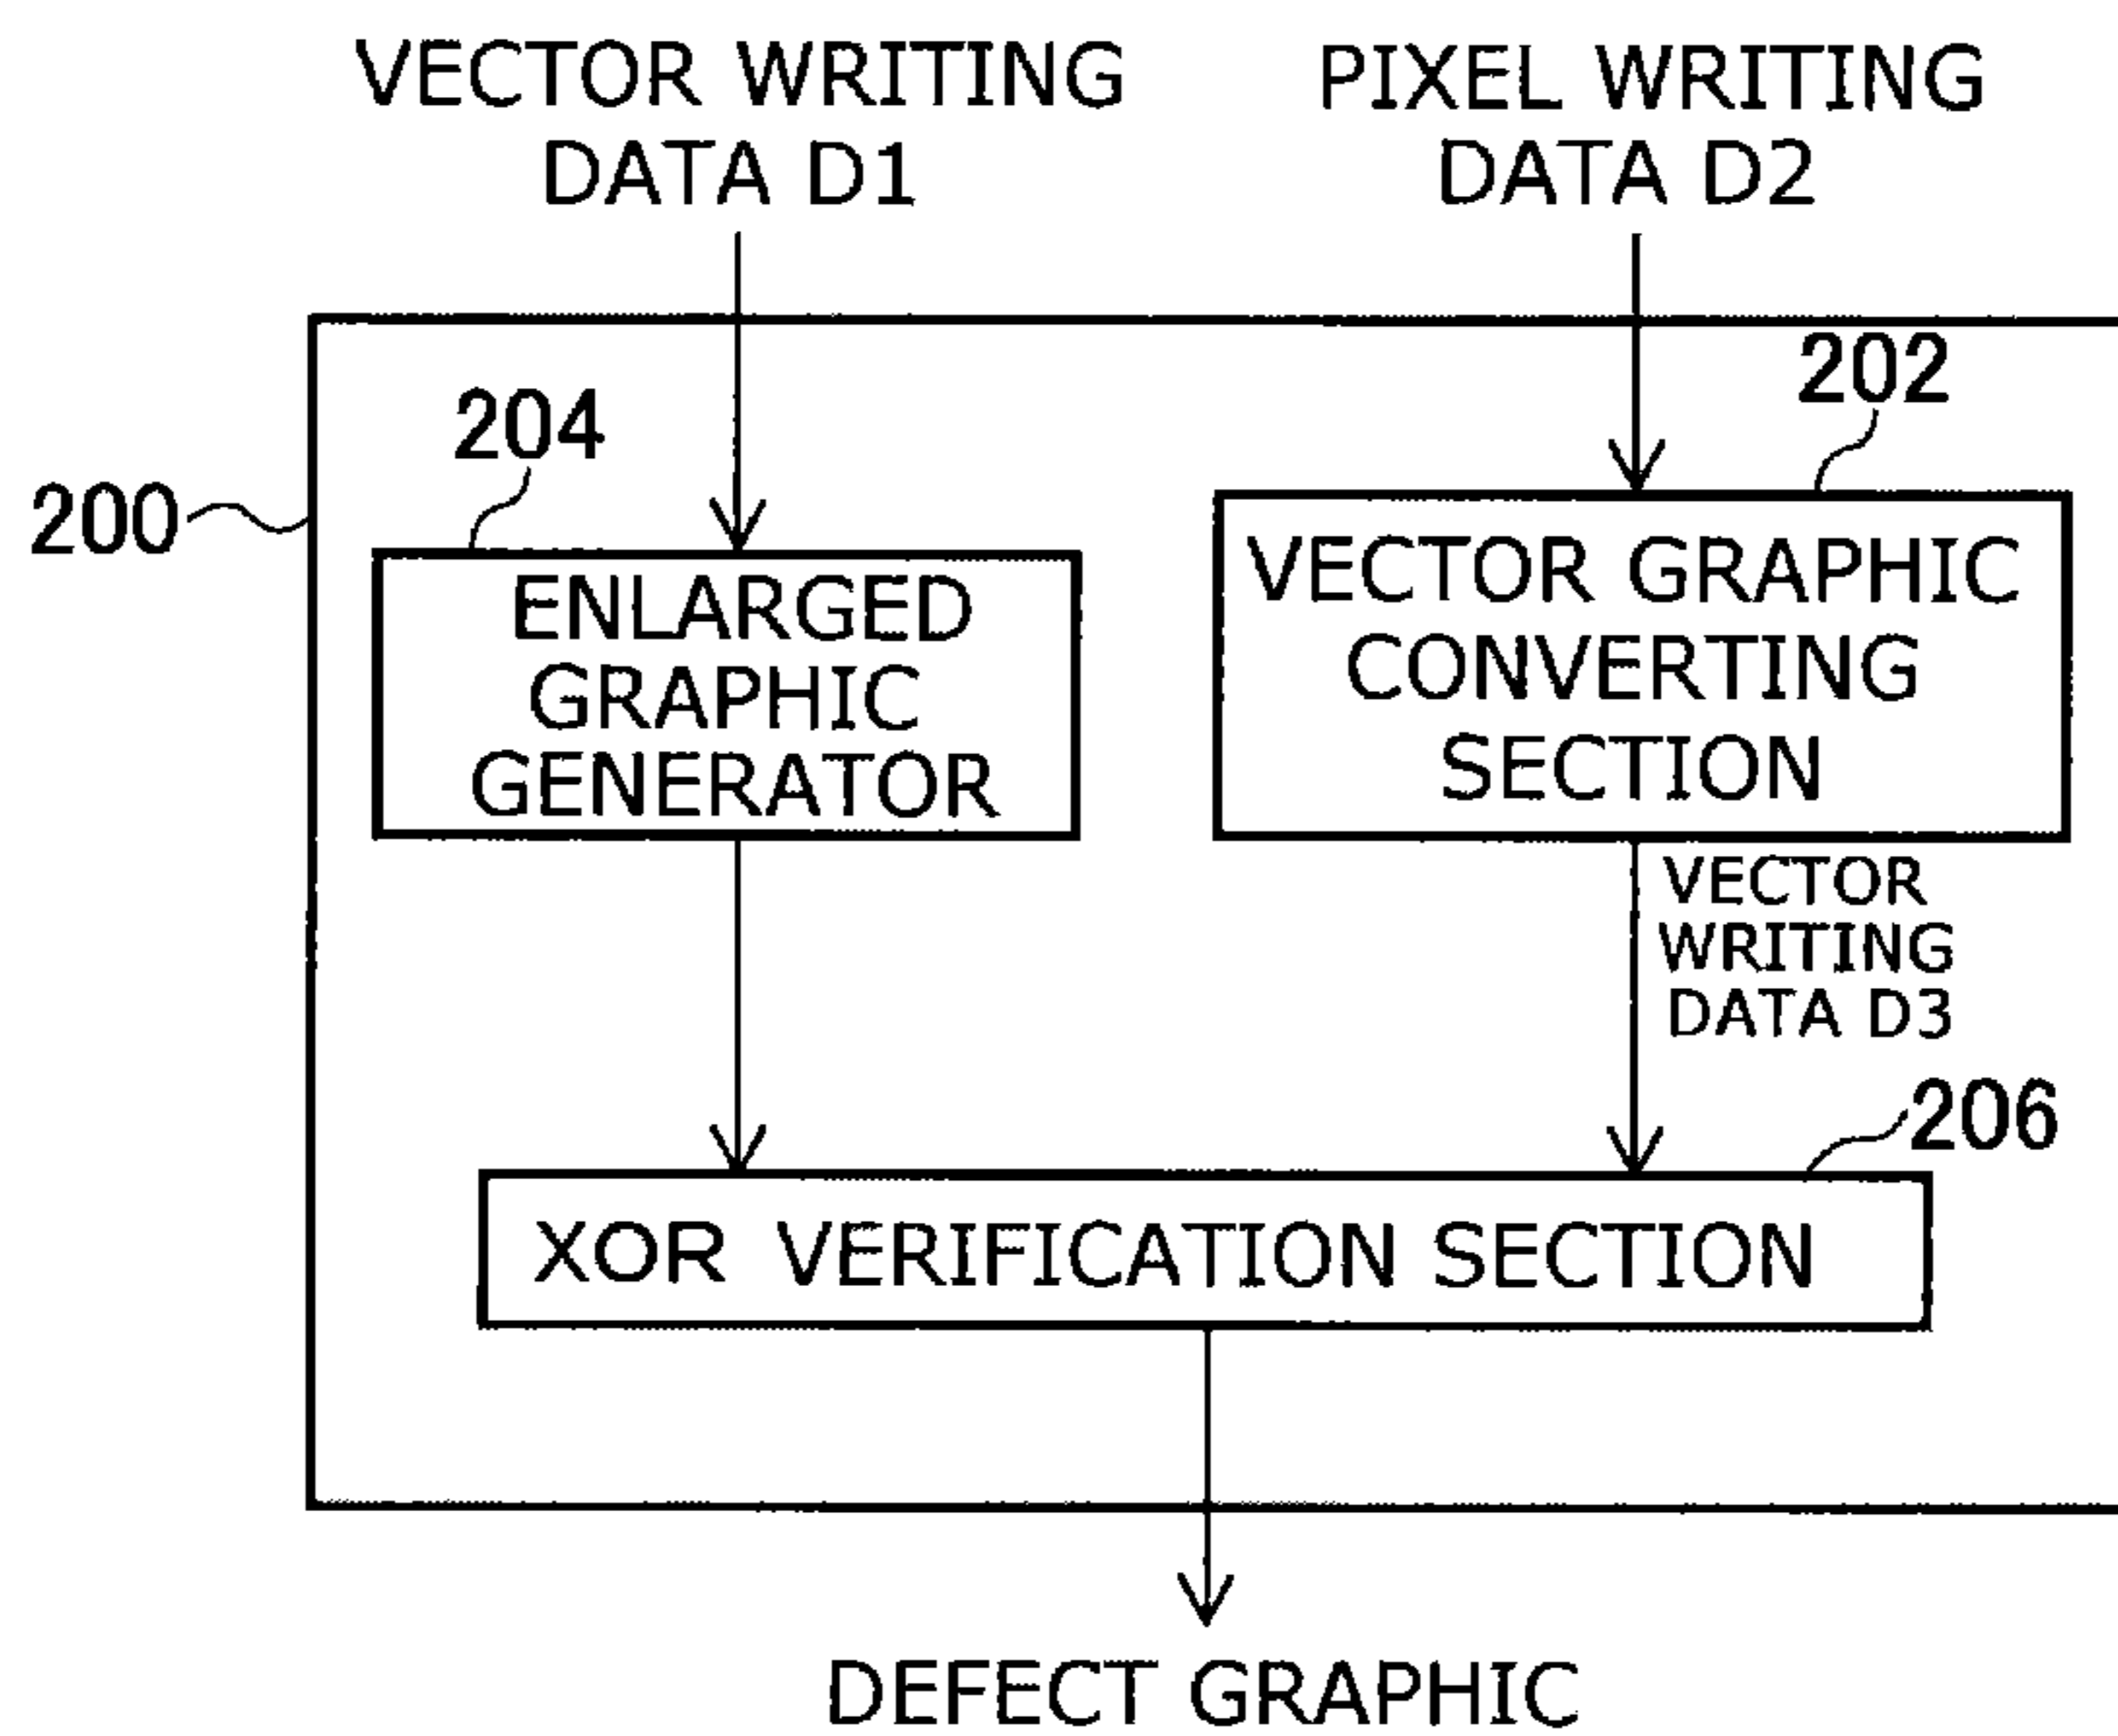 VECTOR WRITING
DATA D1
PIXEL WRITING
DATA D2
200
204
202
ENLARGED
GRAPHIC
GENERATOR
VECTOR GRAPHIC
CONVERTING
SECTION
VECTOR
WRITING
DATA D3
206
XOR VERIFICATION SECTION
DEFECT GRAPHIC